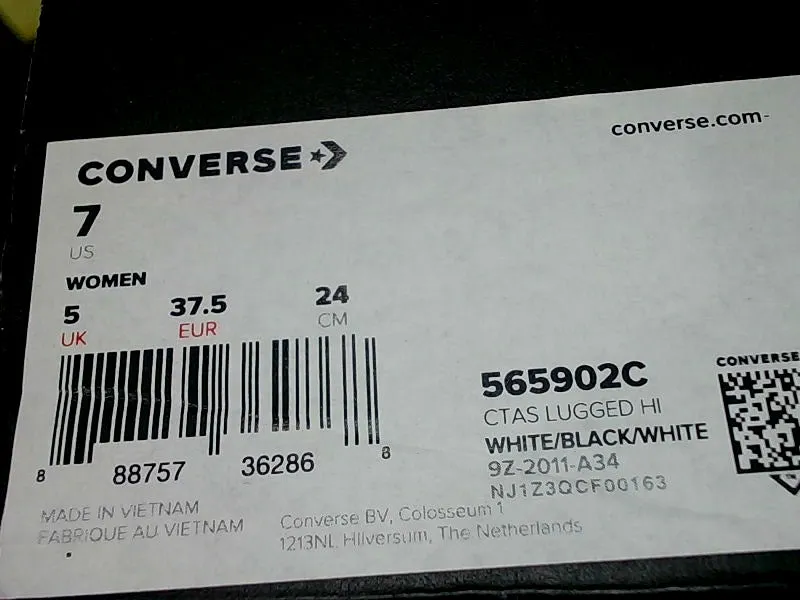 converse.com
CONVERSE
7
US
WOMEN
5 37.5 24
UK EUR CM
8 88757 36286 8
565902C
CTAS LUGGED HI
WHITE/BLACK/WHITE
9Z-2011-A34
NJ1Z3QCF00163
CONVERSE
MADE IN VIETNAM
FABRIQUE AU VIETNAM
Converse BV, Colosseum 1
1213NL Hilversum, The Netherlands